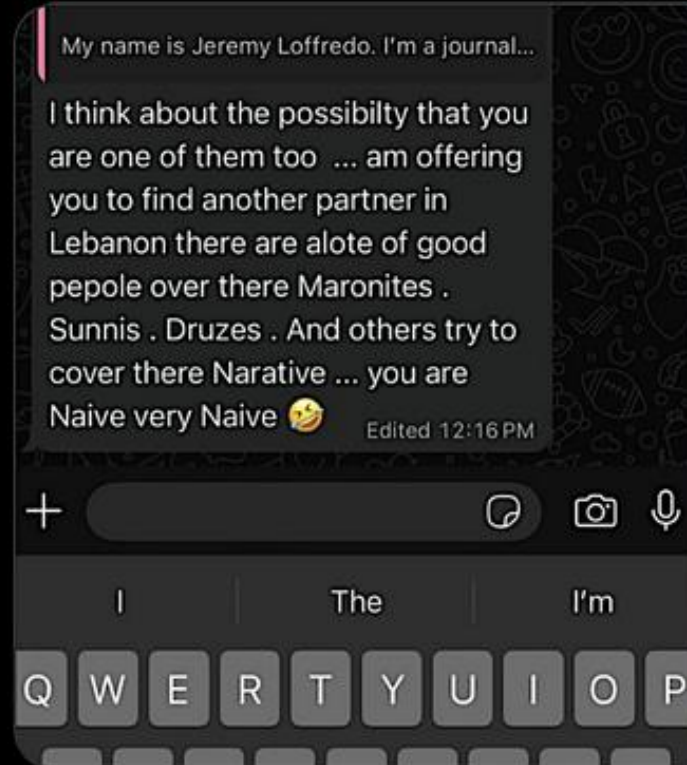 My name is Jeremy Loffredo. I'm a journal...
I think about the possibilty that you
are one of them too ... am offering
you to find another partner in
Lebanon there are alote of good
pepole over there Maronites .
Sunnis . Druzes . And others try to
cover there Narative ... you are
Naive very Naive 🤣
Edited 12:16 PM
I The I'm
Q W E R T Y U I O P